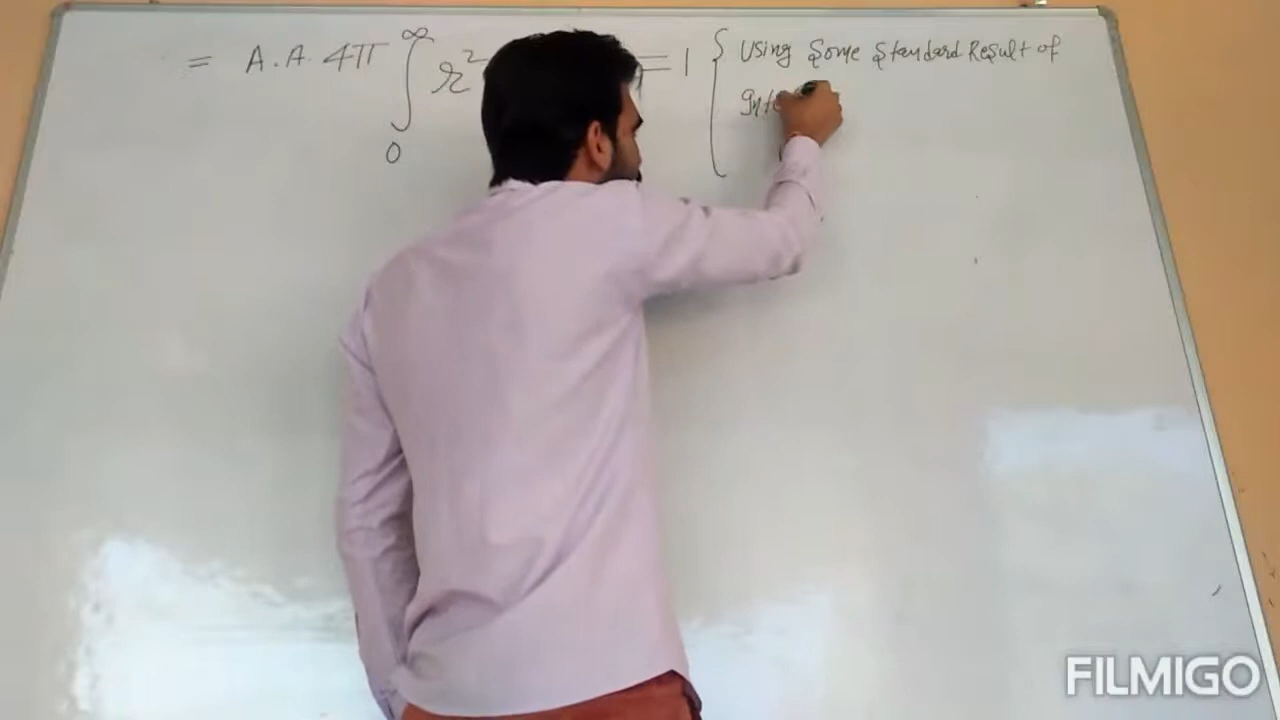 = A.A. 4π ∫₀^∞ r² = 1 { Using Some Standard Result of
FILMIGO